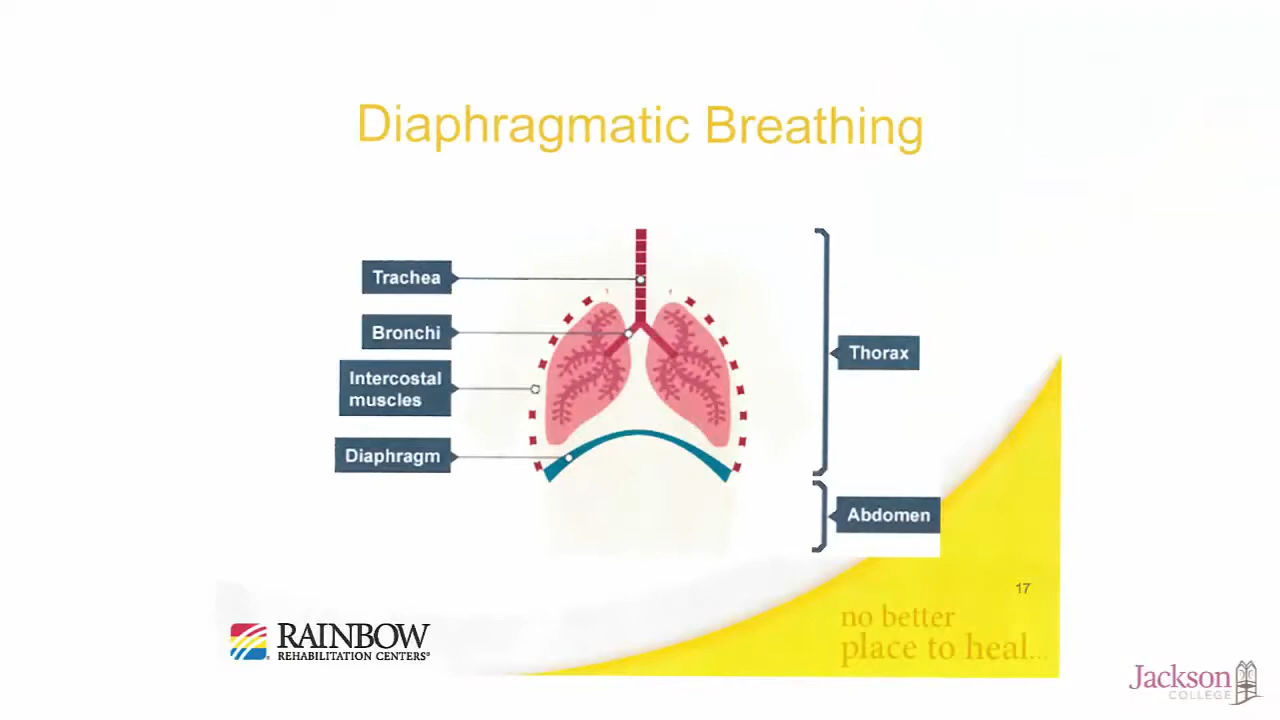 Diaphragmatic Breathing
Trachea
Bronchi
Intercostal
muscles
Diaphragm
Thorax
Abdomen
17
no better
place to heal...
RAINBOW
REHABILITATION CENTERS®
Jackson
COLLEGE